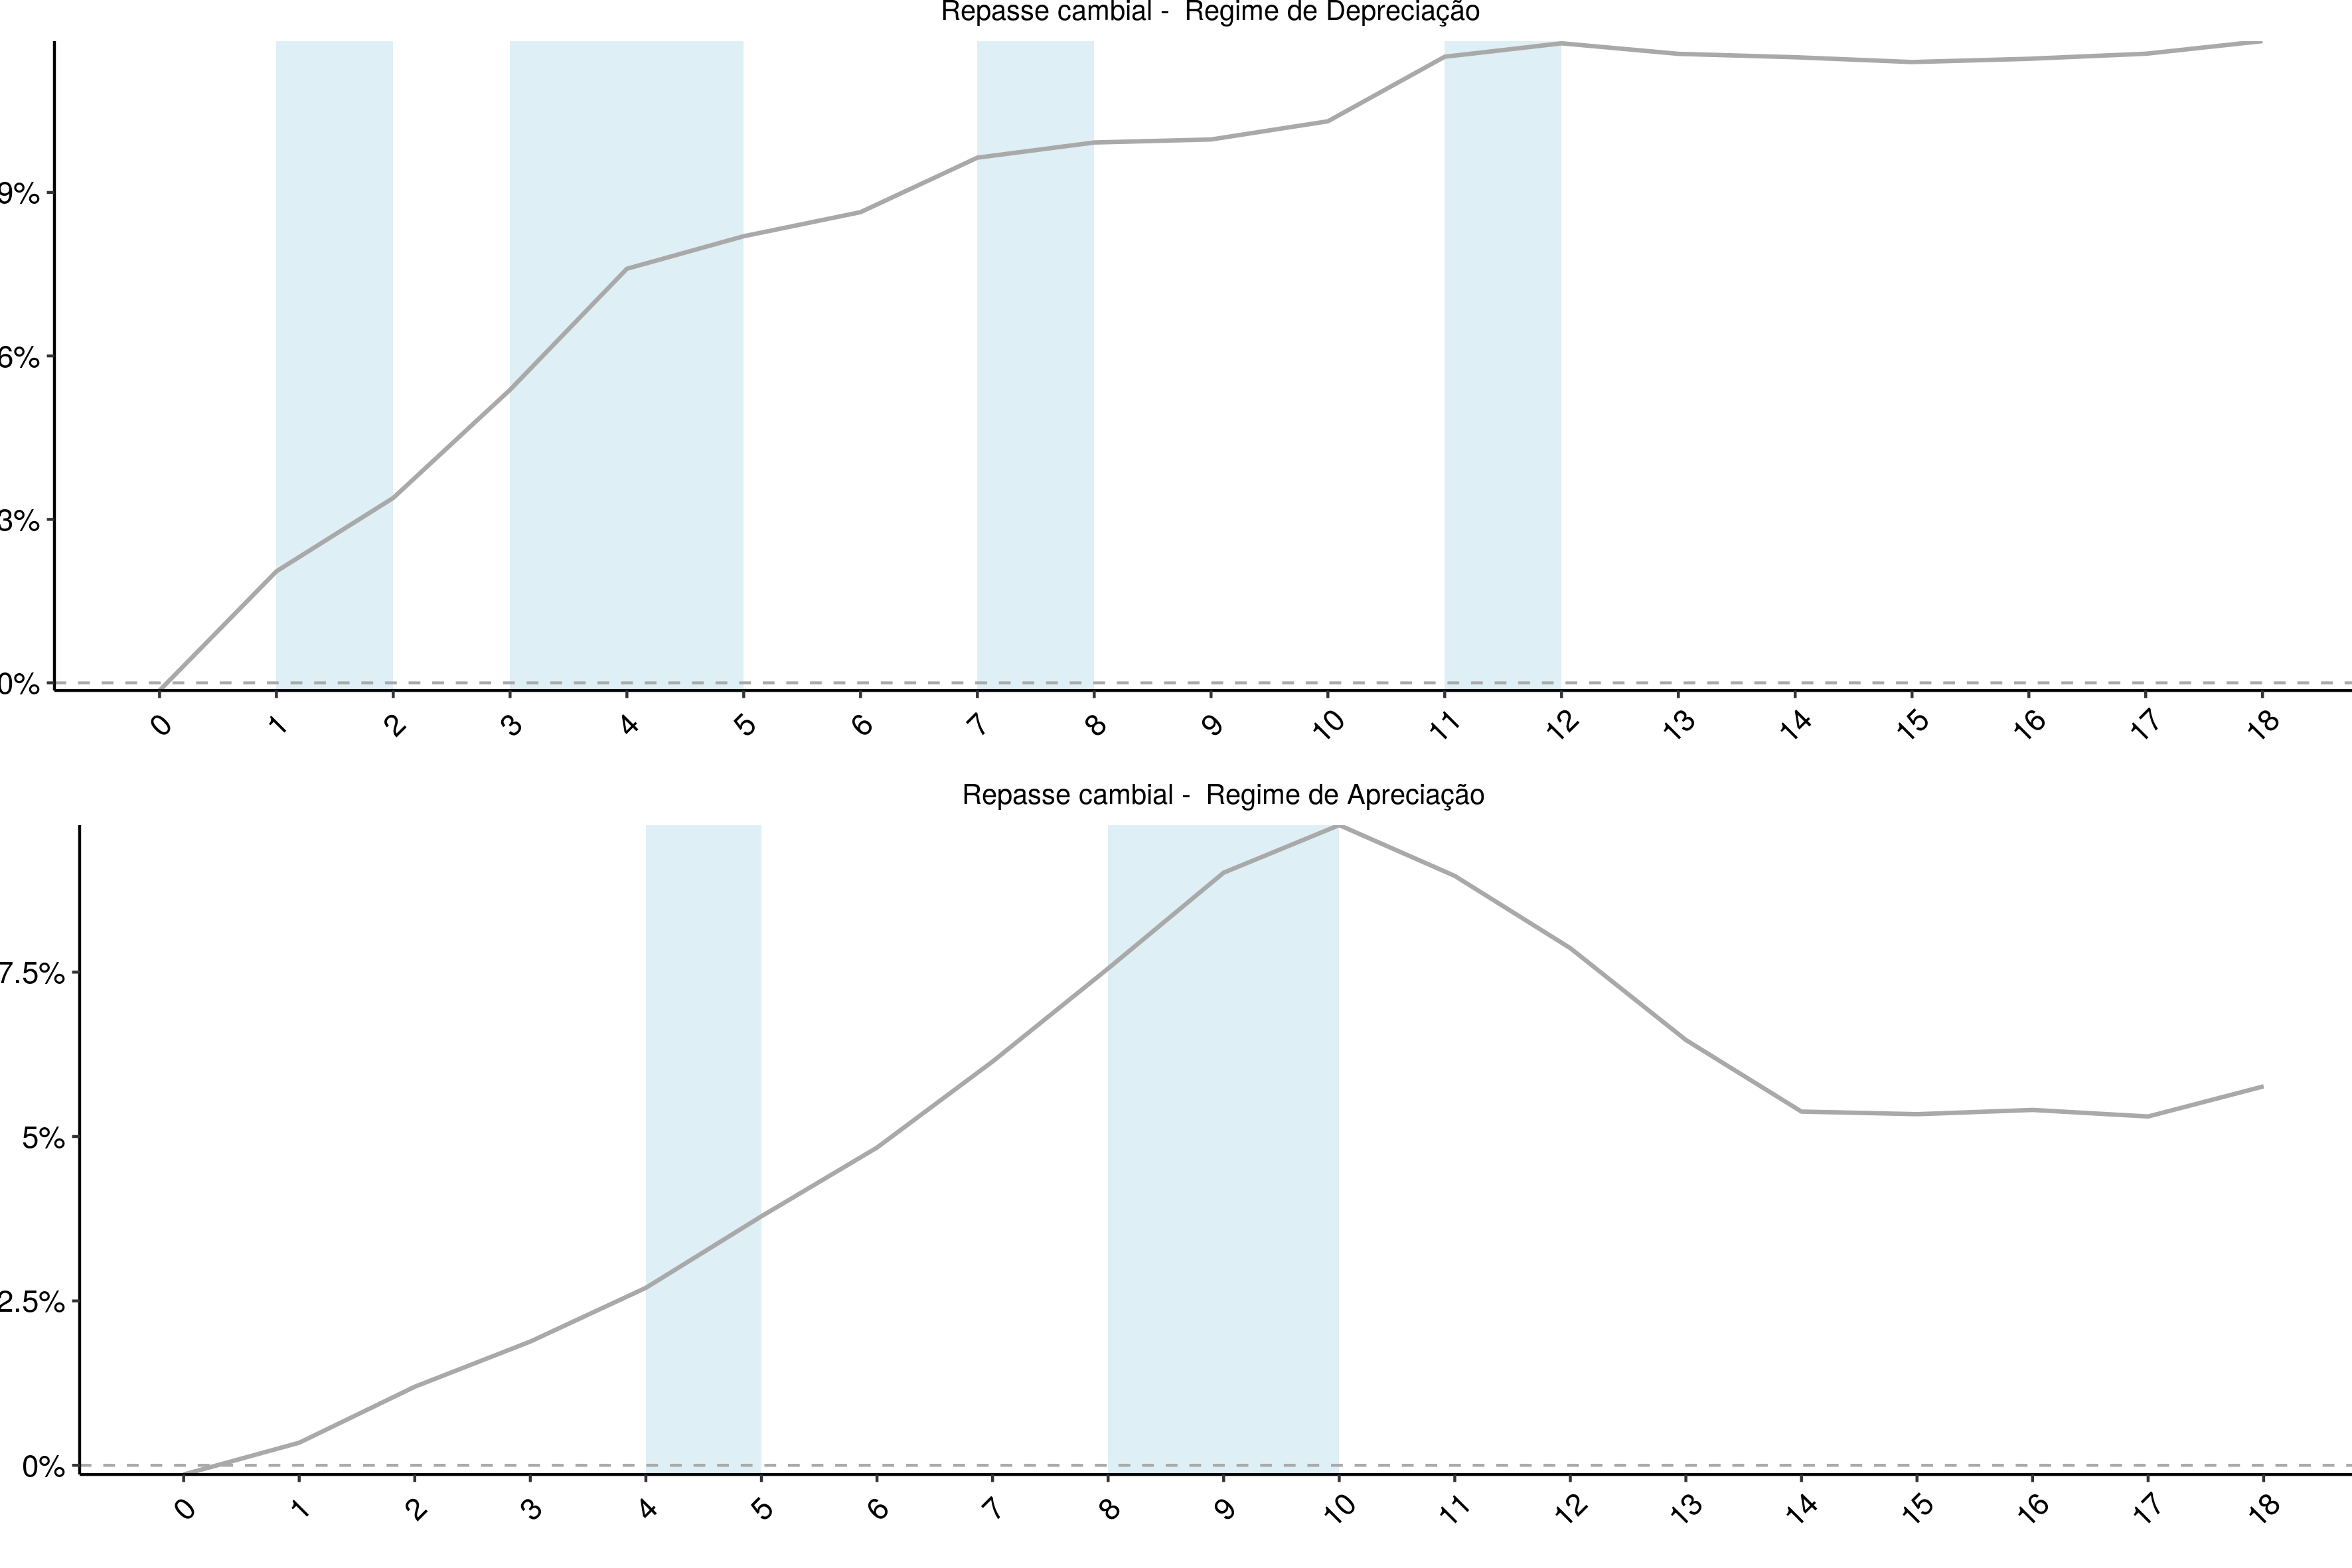 Repasse cambial -  Regime de Depreciação
9%
6%
3%
0%
0 1 2 3 4 5 6 7 8 9 10 11 12 13 14 15 16 17 18
Repasse cambial -  Regime de Apreciação
7.5%
5%
2.5%
0%
0 1 2 3 4 5 6 7 8 9 10 11 12 13 14 15 16 17 18